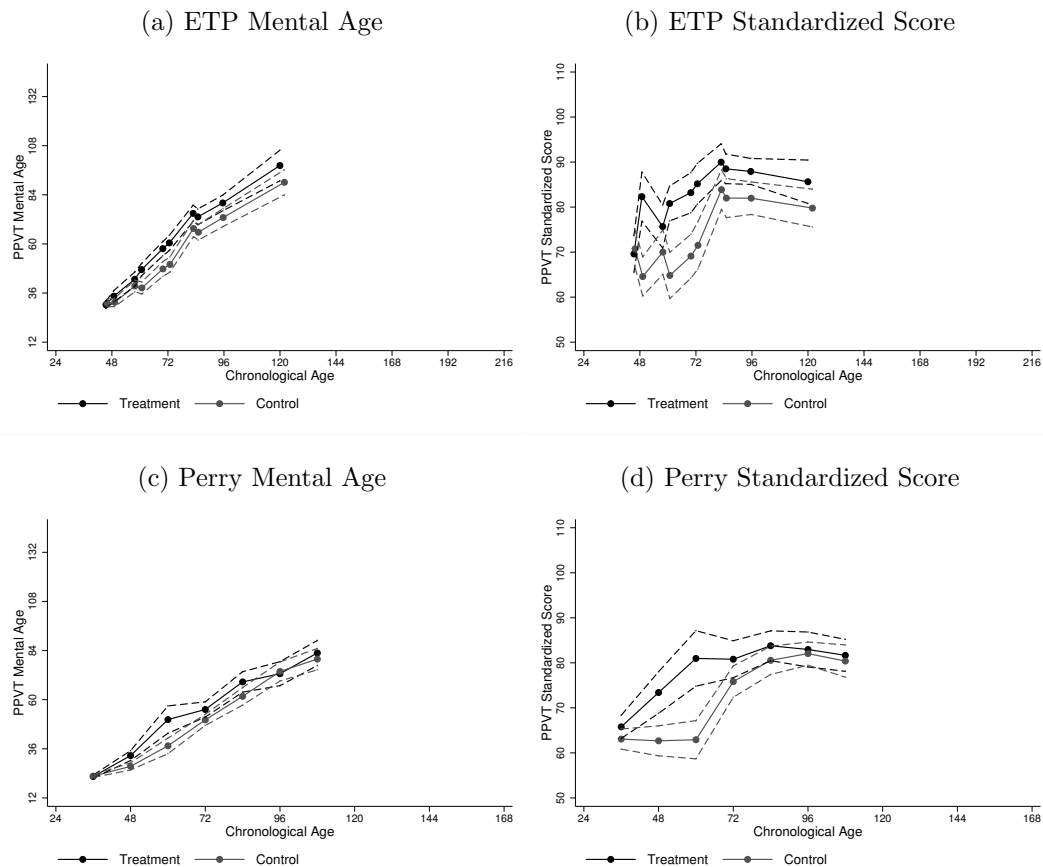 (a) ETP Mental Age
(b) ETP Standardized Score
PPVT Mental Age
132
108
84
60
36
12
24 48 72 96 120 144 168 192 216
Chronological Age
Treatment Control
PPVT Standardized Score
110
100
90
80
70
60
50
24 48 72 96 120 144 168 192 216
Chronological Age
Treatment Control
(c) Perry Mental Age
(d) Perry Standardized Score
PPVT Mental Age
132
108
84
60
36
12
24 48 72 96 120 144 168
Chronological Age
Treatment Control
PPVT Standardized Score
110
100
90
80
70
60
50
24 48 72 96 120 144 168
Chronological Age
Treatment Control